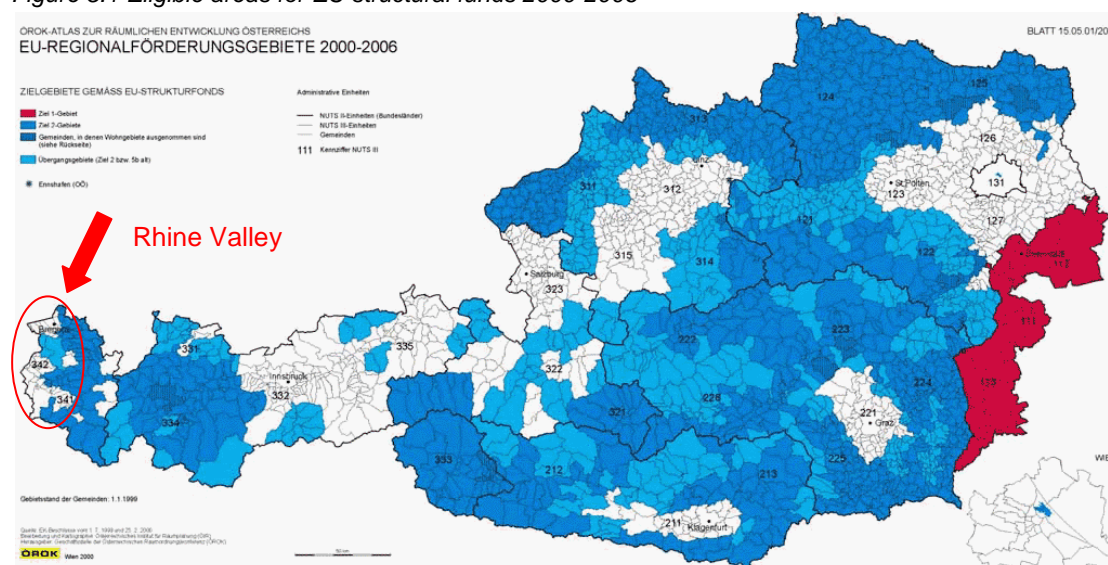 ÖROK-ATLAS ZUR RÄUMLICHEN ENTWICKLUNG ÖSTERREICHS
EU-REGIONALFÖRDERUNGSGEBIETE 2000-2006
BLATT 15.05.01/20
ZIELGEBIETE GEMÄSS EU-STRUKTURFONDS
Ziel 1-Gebiet
Ziel 2-Gebiete
Gemeinden, in denen Wohngebiete ausgenommen sind
(siehe Rückseite)
Übergangsgebiete (Ziel 2 bzw. 5b alt)
Ennshafen (OÖ)
Administrative Einheiten
NUTS II-Einheiten (Bundesländer)
NUTS III-Einheiten
Gemeinden
111 Kennziffer NUTS III
Rhine Valley
124
125
313
126
Linz
311
312
St.Pölten
123
131
121
127
315
314
122
Salzburg
323
112
Bregenz
111
331
335
222
223
342
322
Innsbruck
332
341
113
224
321
226
221
Graz
334
333
212
213
225
211
Klagenfurt
WIE
Gebietsstand der Gemeinden: 1.1.1999
ÖROK
Wien 2000
50 km